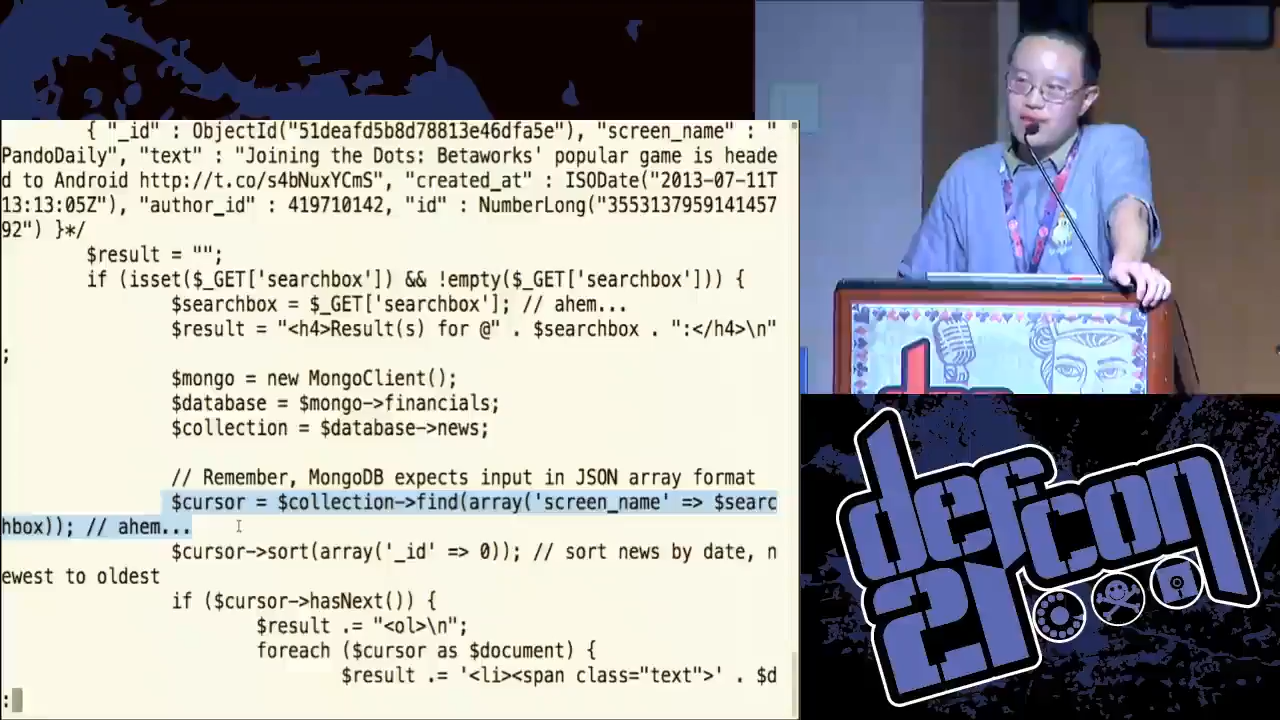 { "_id" : ObjectId("51deafd5b8d78813e46dfa5e"), "screen_name" : "
PandoDaily", "text" : "Joining the Dots: Betaworks' popular game is heade
d to Android http://t.co/s4bNuxYCmS", "created_at" : ISODate("2013-07-11T
13:13:05Z"), "author_id" : 419710142, "id" : NumberLong("3553137959141457
92") }*/
$result = "";
if (isset($_GET['searchbox']) && !empty($_GET['searchbox'])) {
$searchbox = $_GET['searchbox']; // ahem...
$result = "<h4>Result(s) for @" . $searchbox . ":</h4>\n"
;
$mongo = new MongoClient();
$database = $mongo->financials;
$collection = $database->news;
// Remember, MongoDB expects input in JSON array format
$cursor = $collection->find(array('screen_name' => $searc
hbox)); // ahem...
$cursor->sort(array('_id' => 0)); // sort news by date, n
ewest to oldest
if ($cursor->hasNext()) {
$result .= "<ol>\n";
foreach ($cursor as $document) {
$result .= '<li><span class="text">' . $d
:
defcon
21